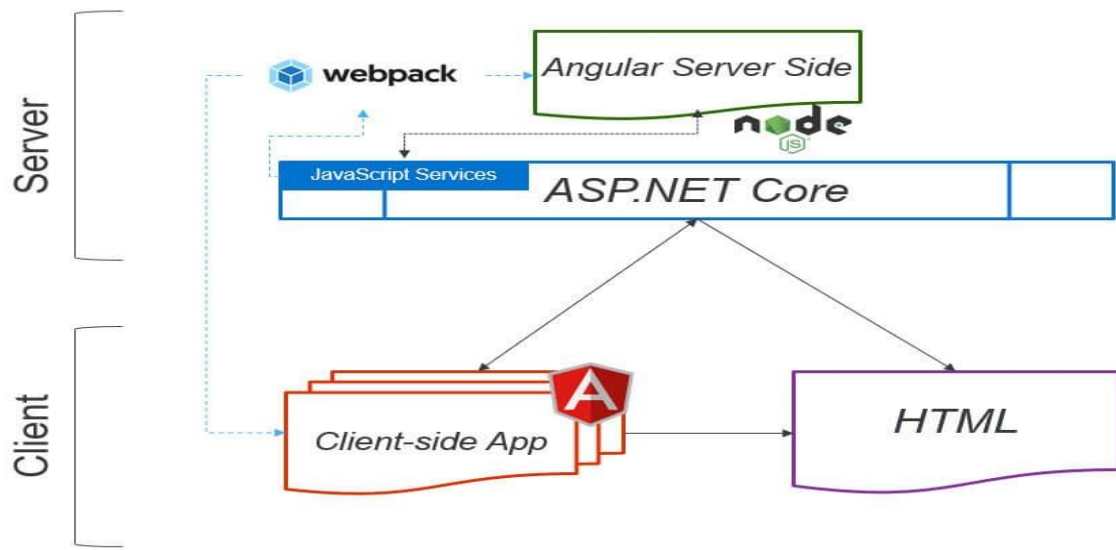 Server
webpack
Angular Server Side
node
JS
JavaScript Services
ASP.NET Core
Client
Client-side App
A
HTML